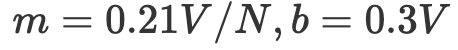 m = 0.21V/N, b = 0.3V